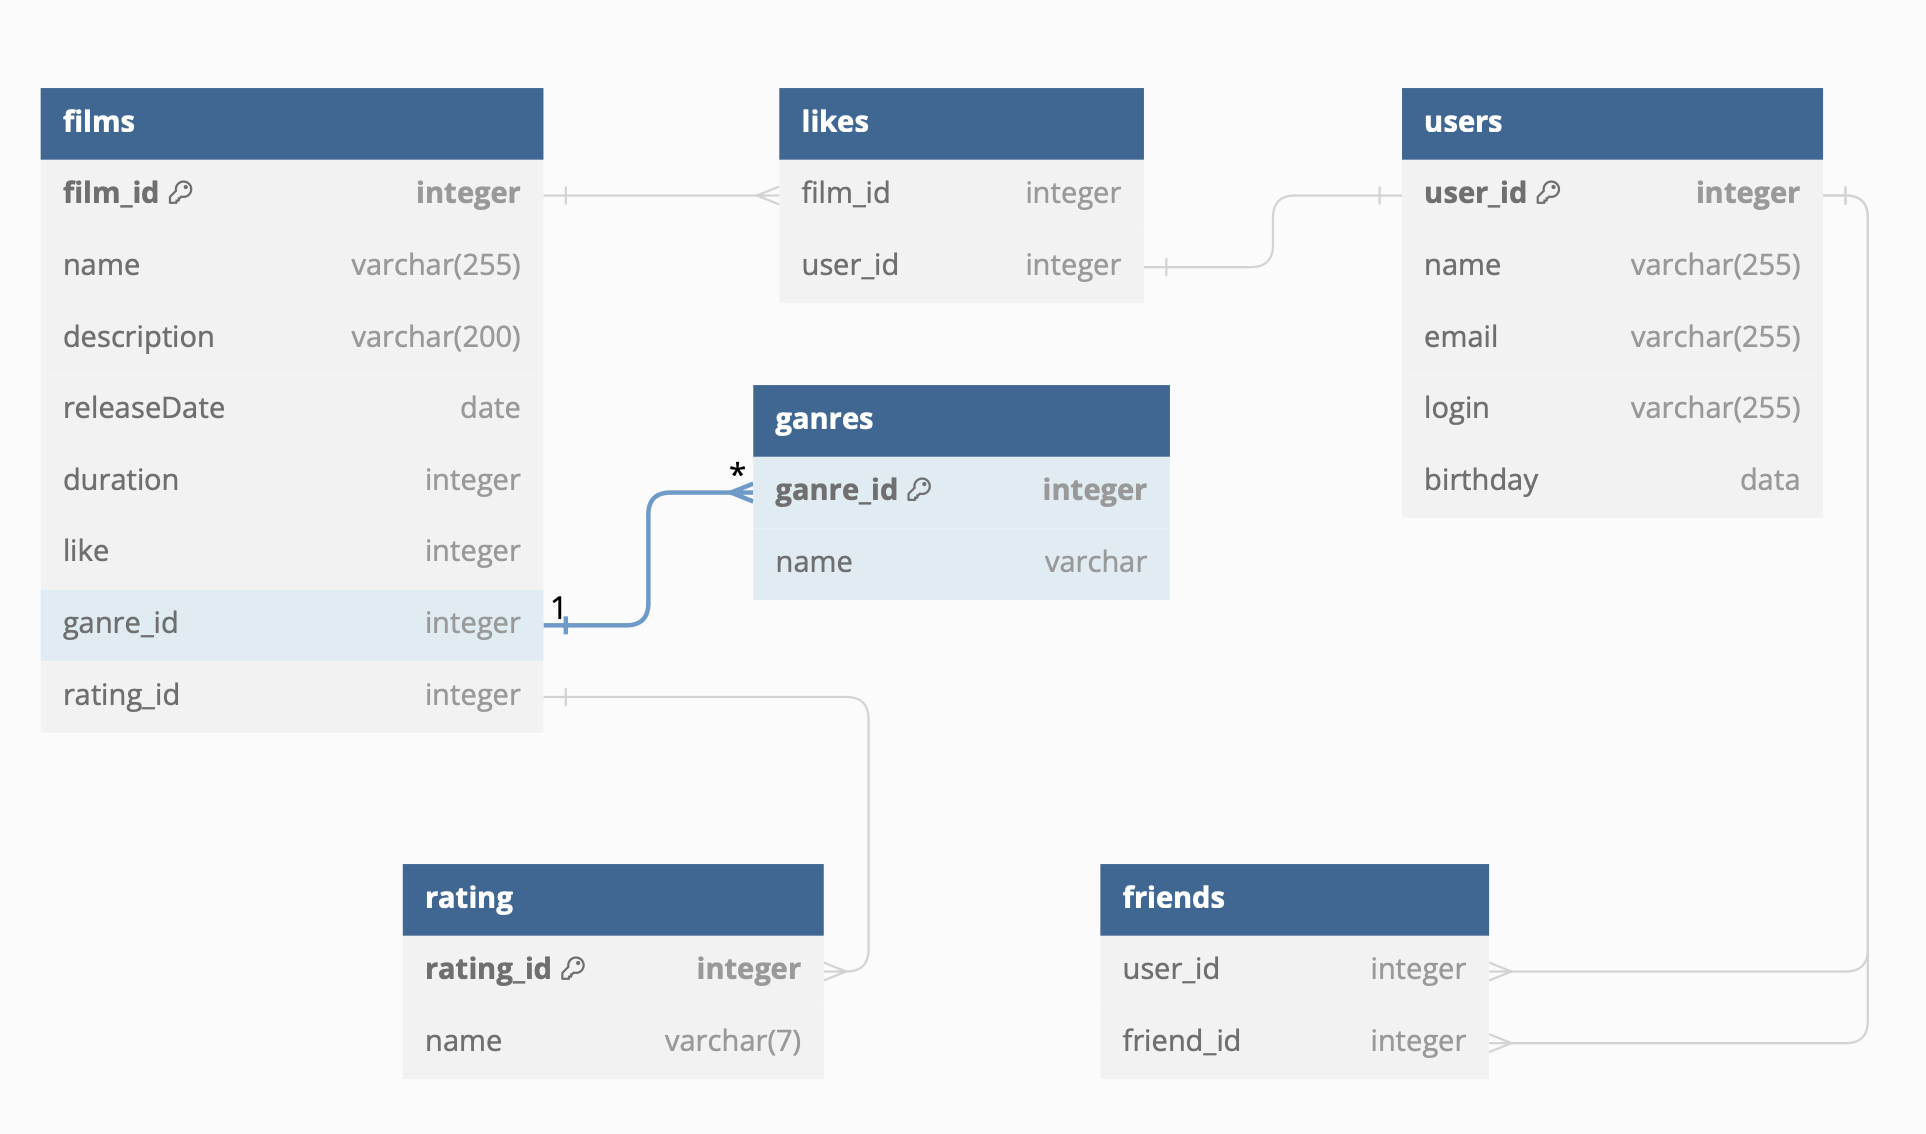 films
film_id integer
name varchar(255)
description varchar(200)
releaseDate date
duration integer
like integer
ganre_id integer
rating_id integer
likes
film_id integer
user_id integer
users
user_id integer
name varchar(255)
email varchar(255)
login varchar(255)
birthday data
ganres
ganre_id integer
name varchar
*
1
rating
rating_id integer
name varchar(7)
friends
user_id integer
friend_id integer